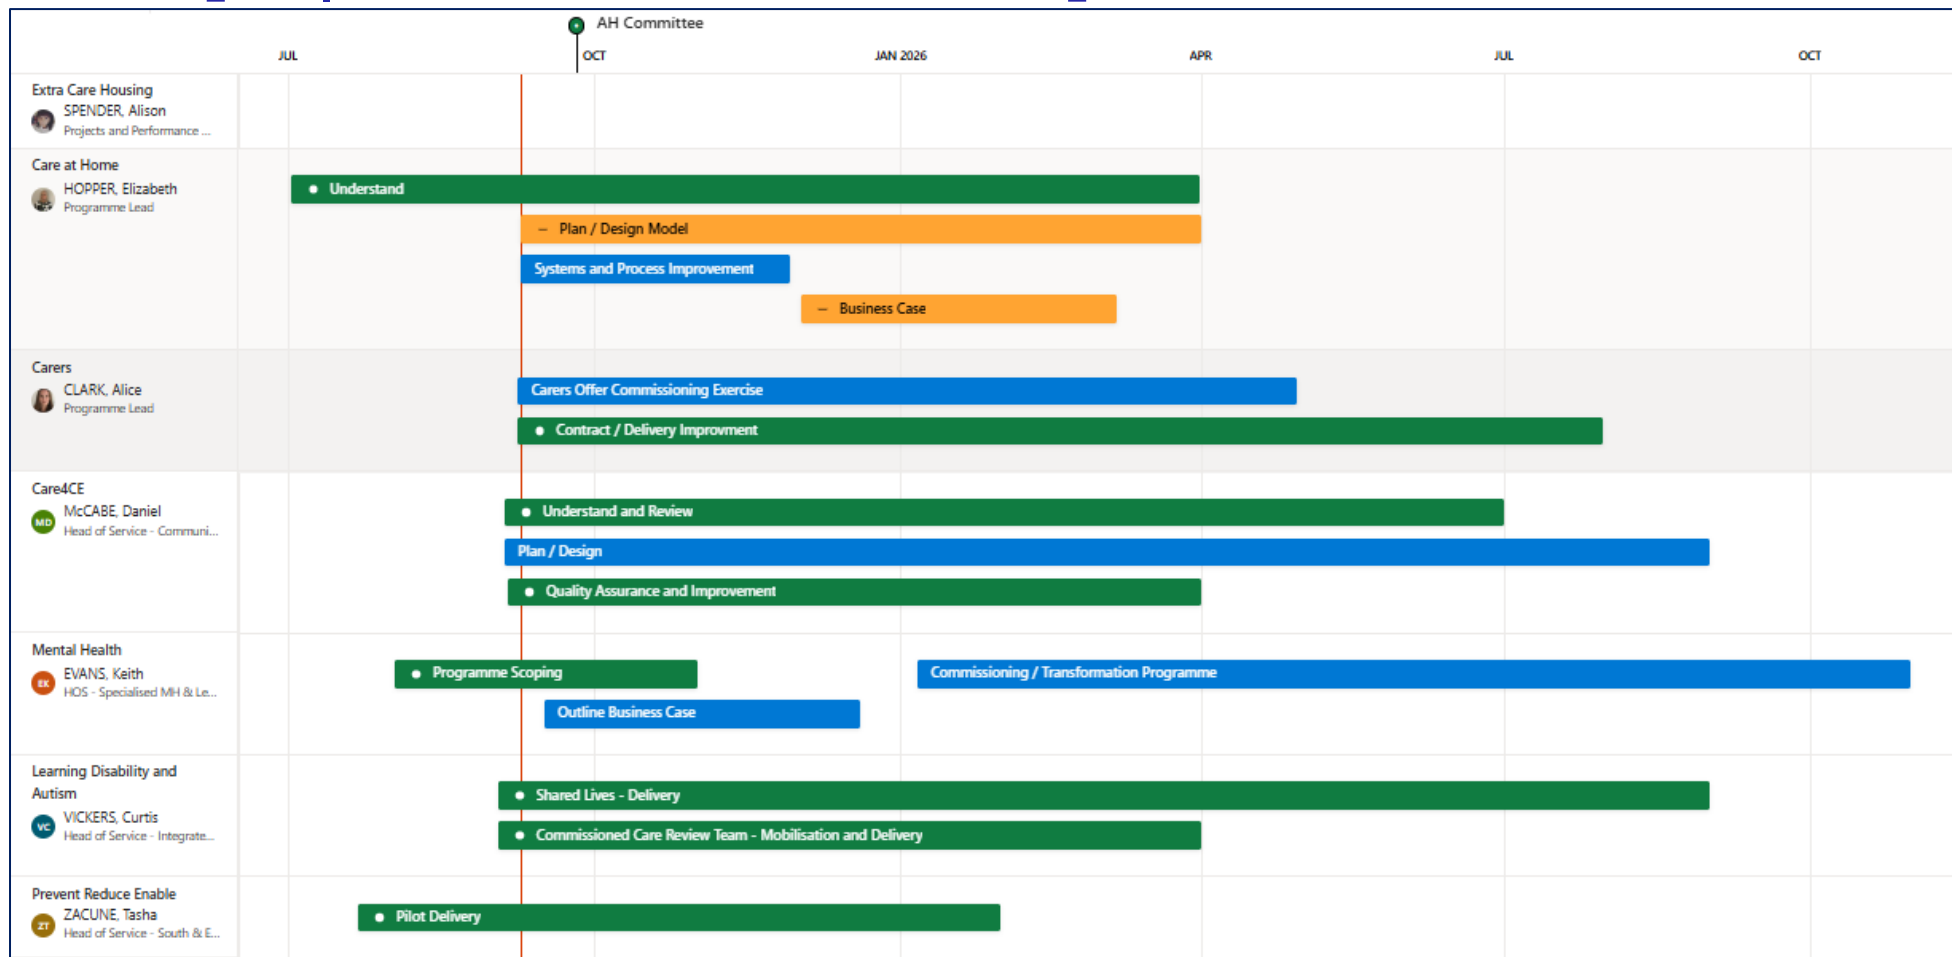 AH Committee
JUL
OCT
JAN 2026
APR
JUL
OCT
Extra Care Housing
SPENDER, Alison
Projects and Performance ...
Care at Home
HOPPER, Elizabeth
Programme Lead
Understand
Plan / Design Model
Systems and Process Improvement
Business Case
Carers
CLARK, Alice
Programme Lead
Carers Offer Commissioning Exercise
Contract / Delivery Improvment
Care4CE
MD
McCABE, Daniel
Head of Service - Communi...
Understand and Review
Plan / Design
Quality Assurance and Improvement
Mental Health
EK
EVANS, Keith
HOS - Specialised MH & Le...
Programme Scoping
Commissioning / Transformation Programme
Outline Business Case
Learning Disability and
Autism
VC
VICKERS, Curtis
Head of Service - Integrate...
Shared Lives - Delivery
Commissioned Care Review Team - Mobilisation and Delivery
Prevent Reduce Enable
ZT
ZACUNE, Tasha
Head of Service - South & E...
Pilot Delivery